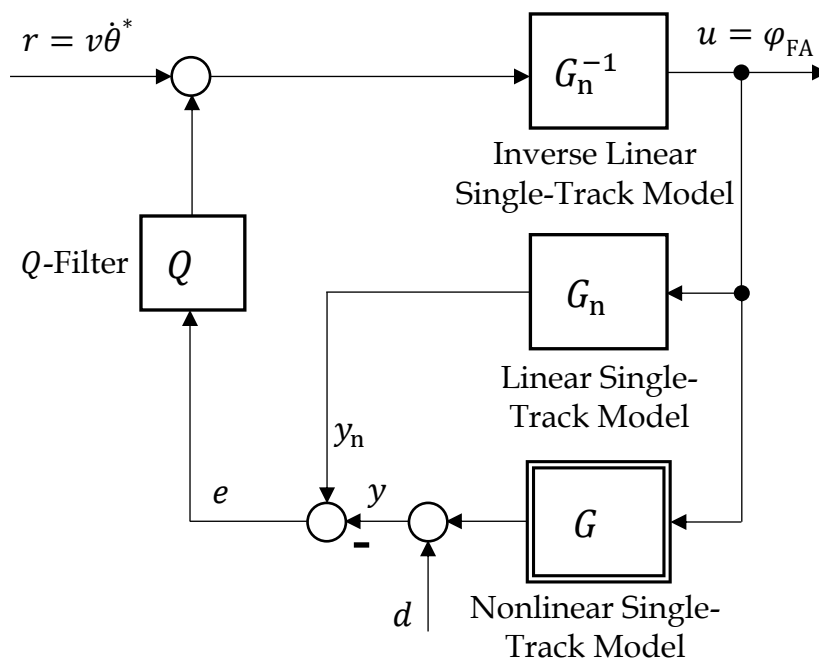 r = vθ̇*
u = φ_FA
G_n^{-1}
Inverse Linear
Single-Track Model
Q-Filter
Q
G_n
Linear Single-
Track Model
y_n
e
y
-
G
d
Nonlinear Single-
Track Model